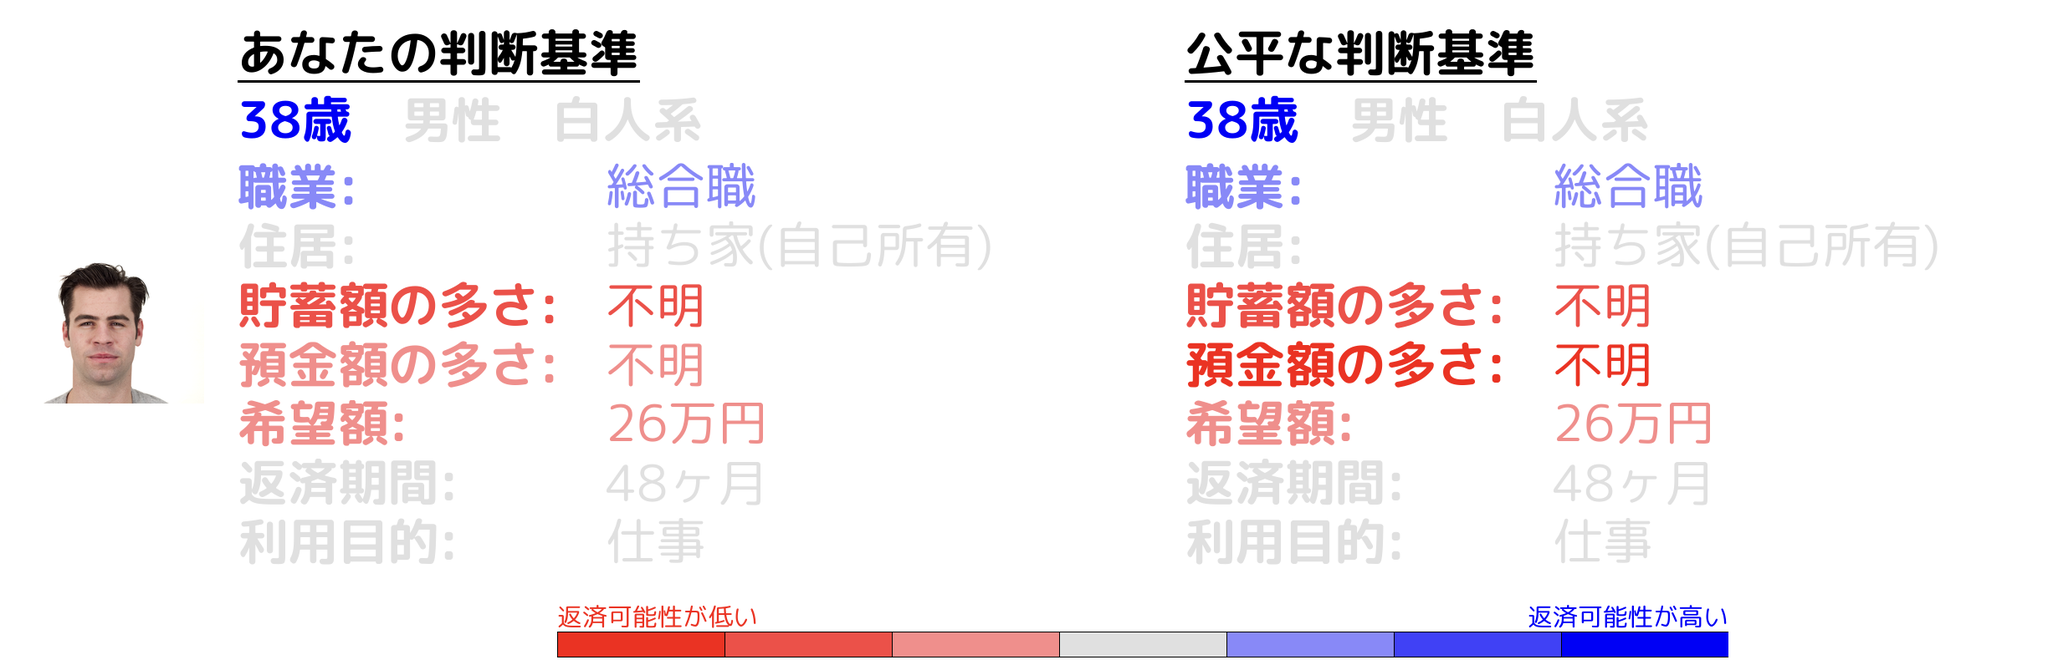 あなたの判断基準
38歳 男性 白人系
職業: 総合職
住居: 持ち家(自己所有)
貯蓄額の多さ: 不明
預金額の多さ: 不明
希望額: 26万円
返済期間: 48ヶ月
利用目的: 仕事
公平な判断基準
38歳 男性 白人系
職業: 総合職
住居: 持ち家(自己所有)
貯蓄額の多さ: 不明
預金額の多さ: 不明
希望額: 26万円
返済期間: 48ヶ月
利用目的: 仕事
返済可能性が低い
返済可能性が高い